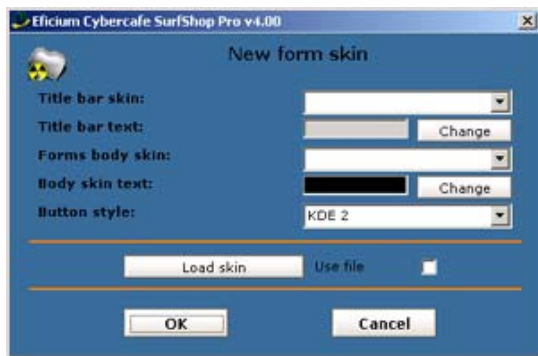 Eficium Cybercafe SurfShop Pro v4.00
New form skin
Title bar skin:
Title bar text: Change
Forms body skin:
Body skin text: Change
Button style: KDE 2
Load skin Use file
OK Cancel